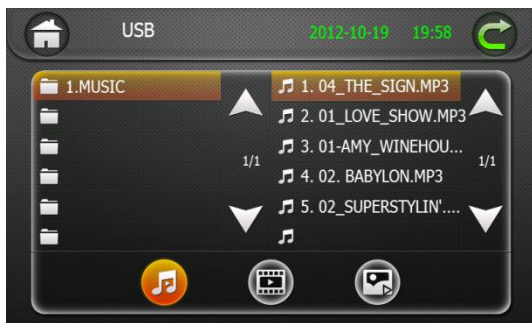 USB 2012-10-19 19:58
1.MUSIC
1/1
1. 04_THE_SIGN.MP3
2. 01_LOVE_SHOW.MP3
3. 01-AMY_WINEHOU...
4. 02. BABYLON.MP3
5. 02_SUPERSTYLIN'....
1/1